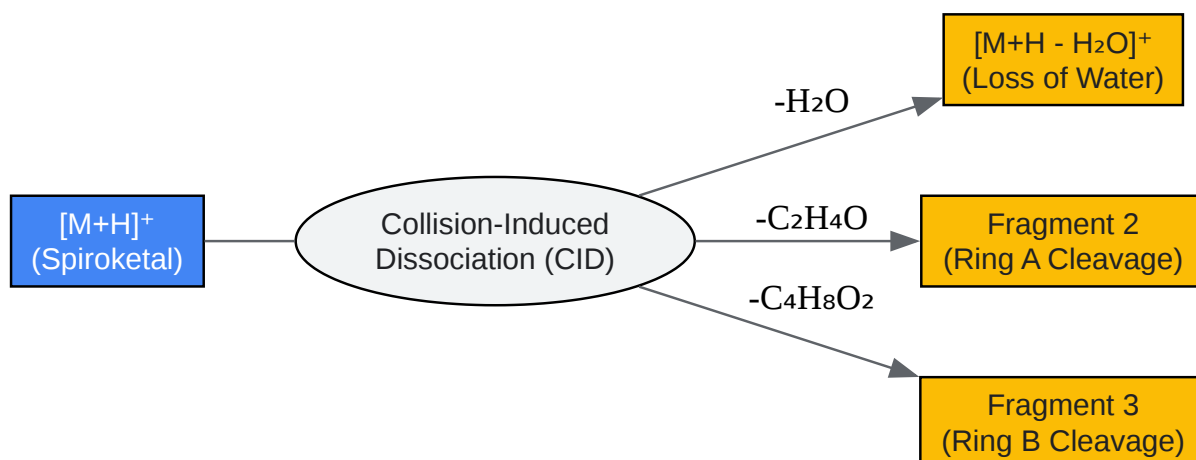 [M+H]⁺
(Spiroketal)
Collision-Induced
Dissociation (CID)
-H₂O
-C₂H₄O
-C₄H₈O₂
[M+H - H₂O]⁺
(Loss of Water)
Fragment 2
(Ring A Cleavage)
Fragment 3
(Ring B Cleavage)